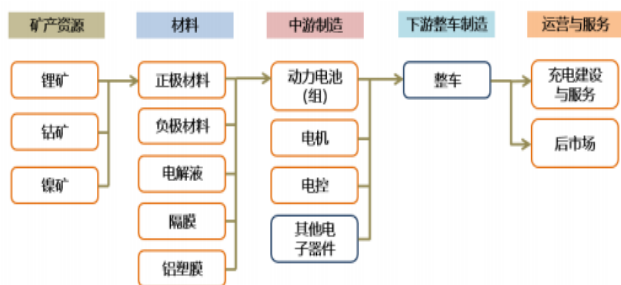 矿产资源
材料
中游制造
下游整车制造
运营与服务
锂矿
钴矿
镍矿
正极材料
负极材料
电解液
隔膜
铝塑膜
动力电池
(组)
电机
电控
其他电
子器件
整车
充电建设
与服务
后市场